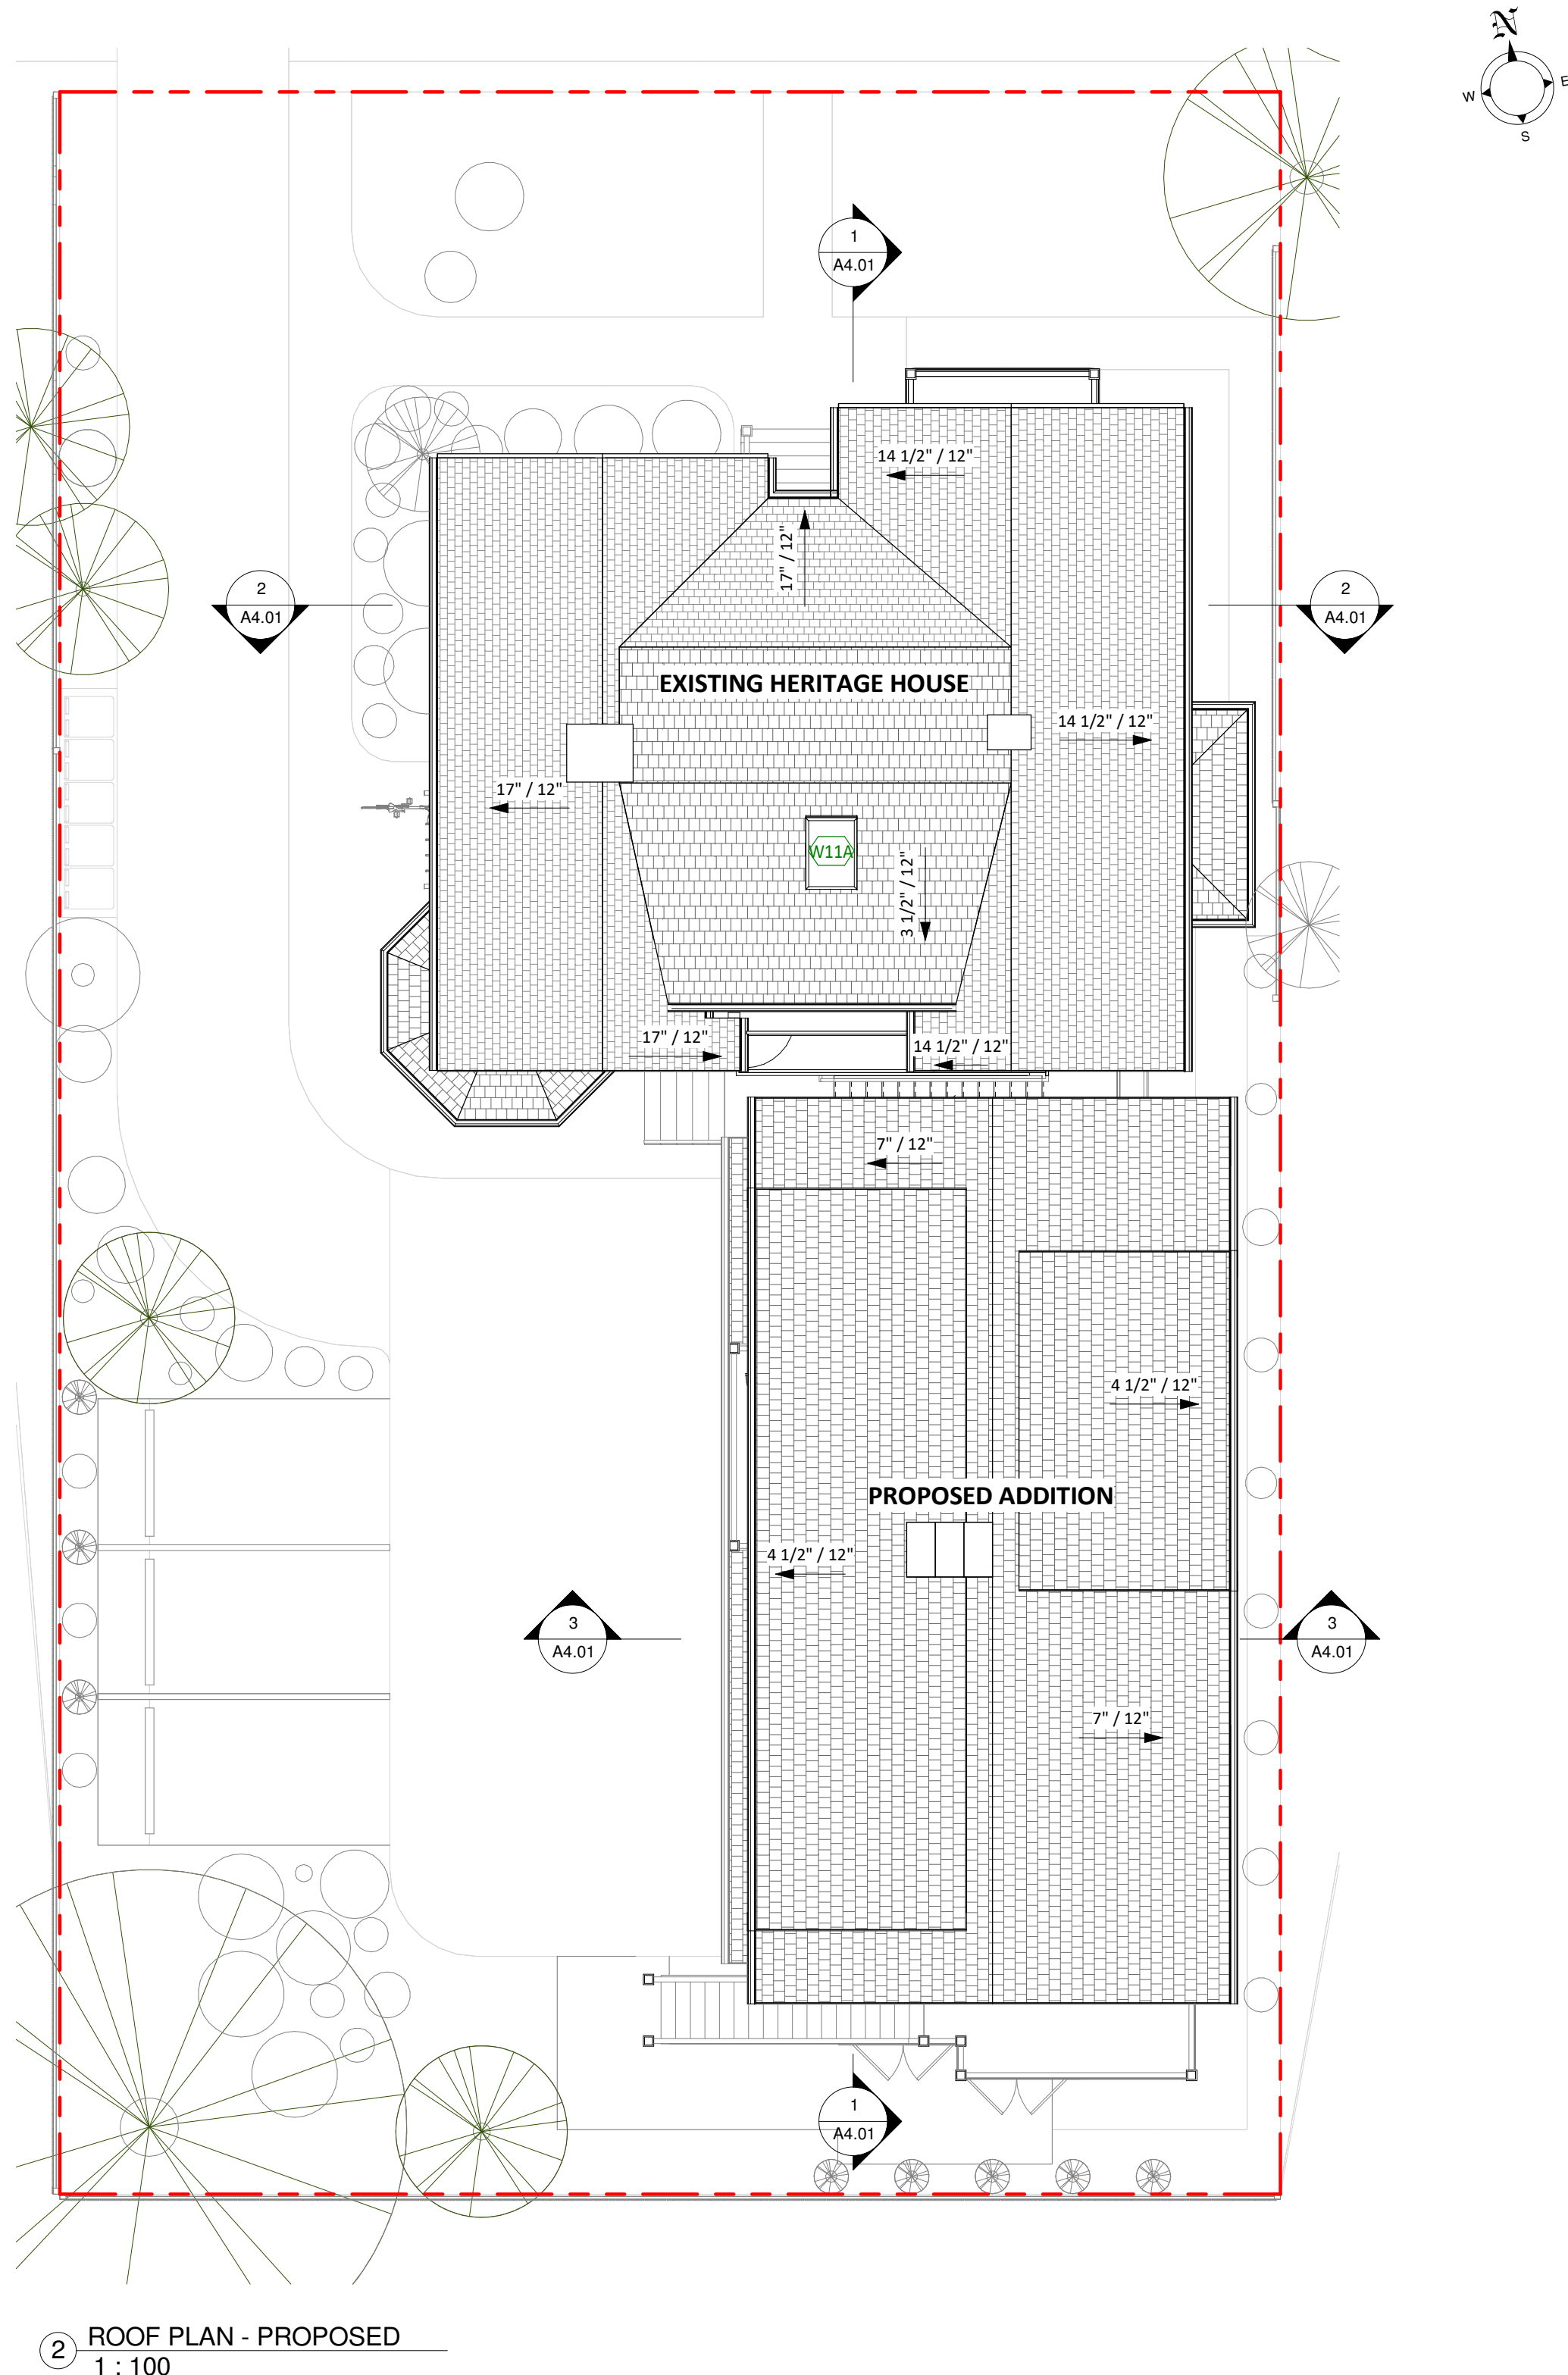 N
W
E
S
1
A4.01
14 1/2" / 12"
17" / 12"
2
A4.01
2
A4.01
EXISTING HERITAGE HOUSE
14 1/2" / 12"
17" / 12"
W11A
3 1/2" / 12"
17" / 12"
14 1/2" / 12"
7" / 12"
4 1/2" / 12"
PROPOSED ADDITION
4 1/2" / 12"
3
A4.01
3
A4.01
7" / 12"
1
A4.01
2
ROOF PLAN - PROPOSED
1 : 100